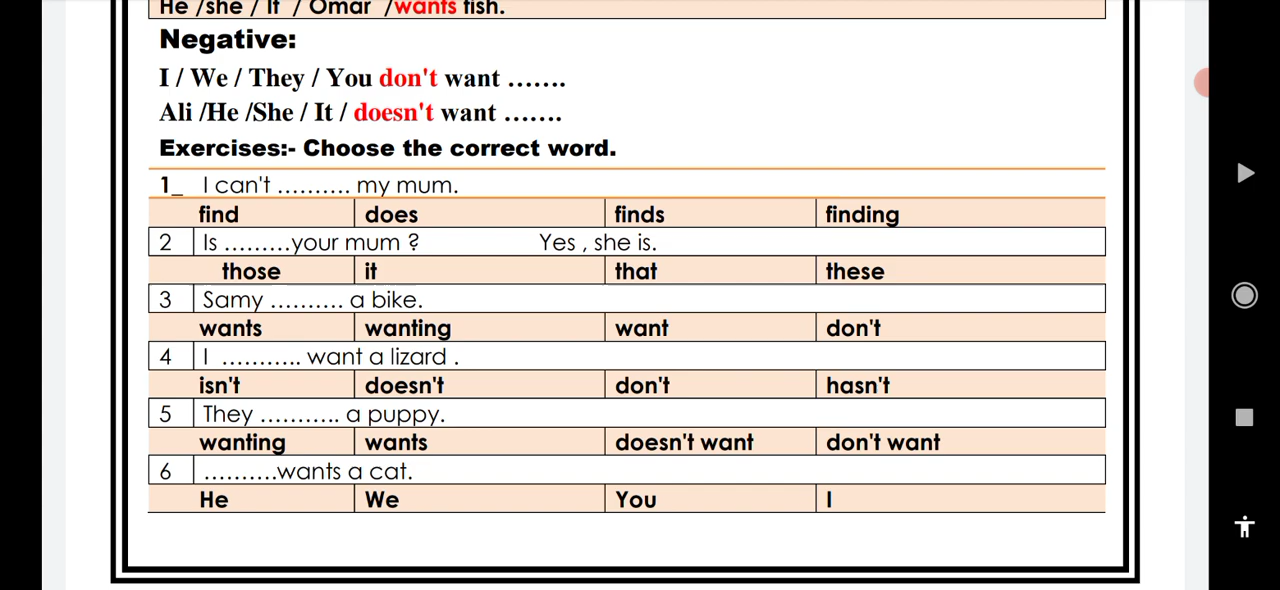 He /she / It / Omar /wants fish.
Negative:
I / We / They / You don't want .......
Ali /He /She / It / doesn't want .......
Exercises:- Choose the correct word.
1_ I can't .......... my mum.
find does finds finding
2 Is .........your mum ? Yes , she is.
those it that these
3 Samy .......... a bike.
wants wanting want don't
4 I ........... want a lizard .
isn't doesn't don't hasn't
5 They ........... a puppy.
wanting wants doesn't want don't want
6 ..........wants a cat.
He We You I